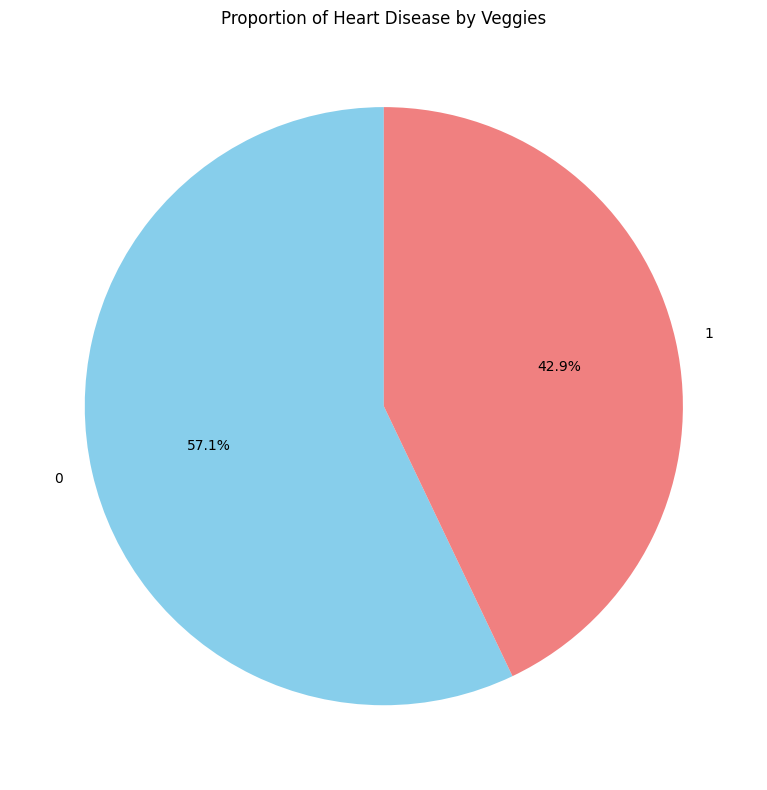 Proportion of Heart Disease by Veggies
1
42.9%
57.1%
0